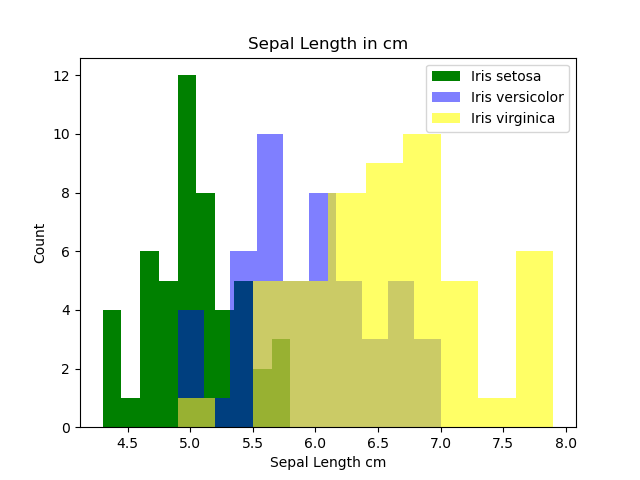 Sepal Length in cm
Iris setosa
Iris versicolor
Iris virginica
Count
12
10
8
6
4
2
0
4.5 5.0 5.5 6.0 6.5 7.0 7.5 8.0
Sepal Length cm